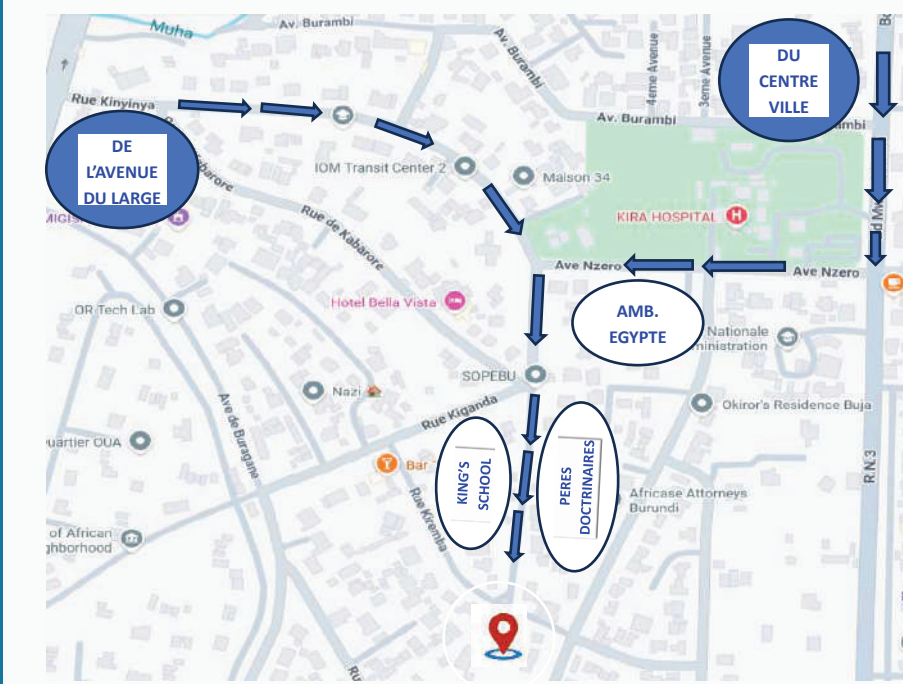 Muha
Av. Burambi
Av. Burambi
4eme Avenue
3eme Avenue
DU
CENTRE
VILLE
Rue Kinyinya
Av. Burambi
DE
L'AVENUE
DU LARGE
IOM Transit Center 2
Maison 34
KIRA HOSPITAL
H
Rue de Kabarore
Ave Nzero
Ave Nzero
Hotel Bella Vista
OR Tech Lab
AMB.
EGYPTE
Nationale
SOPEBU
Nazi
Okiror's Residence Buja
Rue Kiganda
Quartier OUA
Ave de Buragane
Bar
KING'S
SCHOOL
PERES
DOCTRINAIRES
R.N.3
Africase Attorneys
Burundi
Rue Kiremba
of African